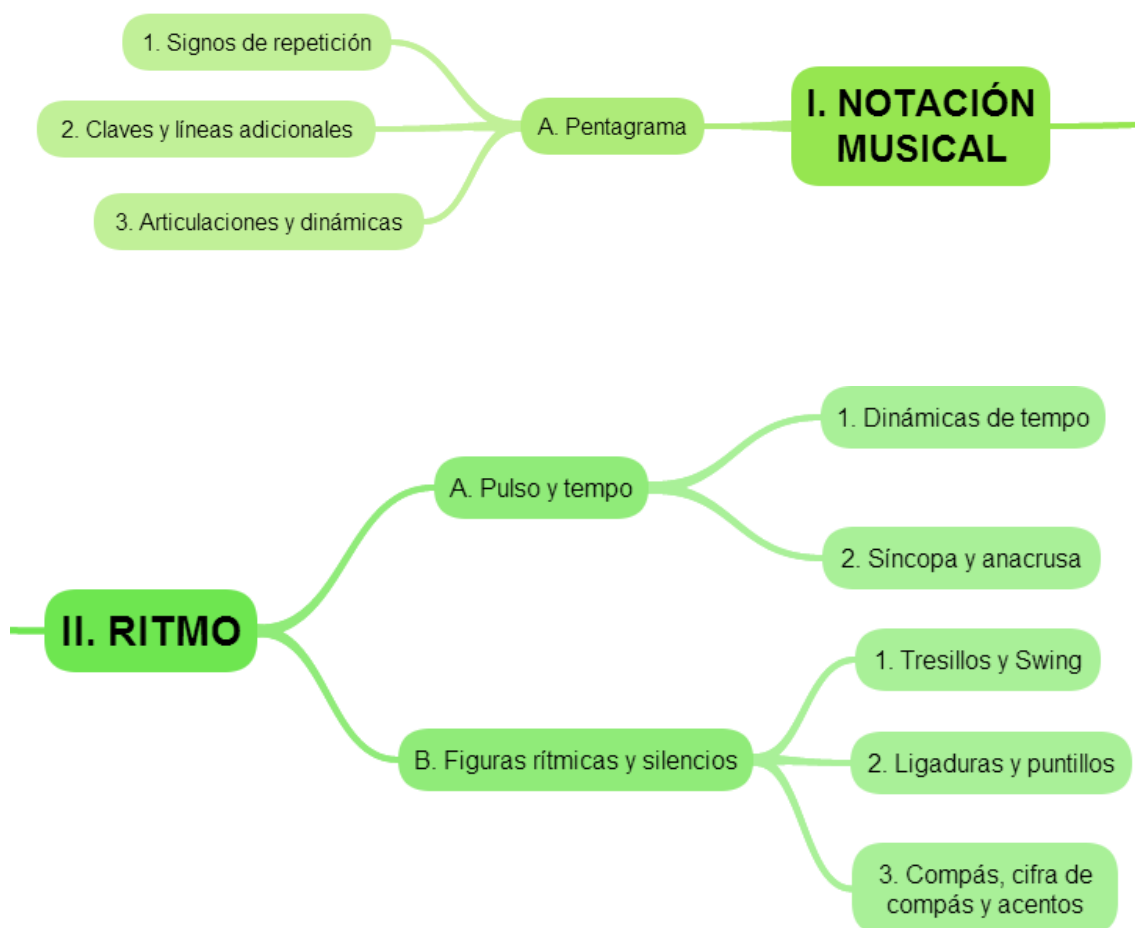 I. NOTACIÓN
MUSICAL
A. Pentagrama
1. Signos de repetición
2. Claves y líneas adicionales
3. Articulaciones y dinámicas
II. RITMO
A. Pulso y tempo
1. Dinámicas de tempo
2. Síncopa y anacrusa
B. Figuras rítmicas y silencios
1. Tresillos y Swing
2. Ligaduras y puntillos
3. Compás, cifra de
compás y acentos